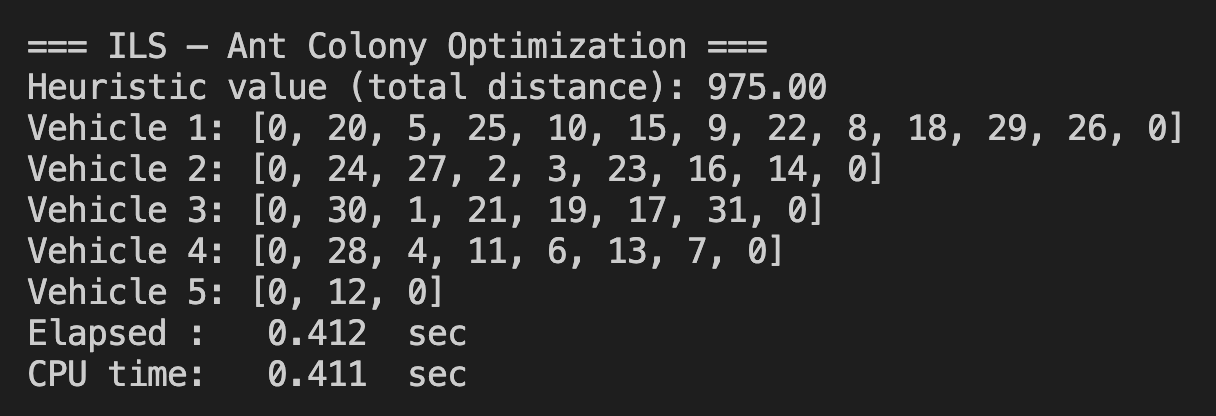 === ILS – Ant Colony Optimization ===
Heuristic value (total distance): 975.00
Vehicle 1: [0, 20, 5, 25, 10, 15, 9, 22, 8, 18, 29, 26, 0]
Vehicle 2: [0, 24, 27, 2, 3, 23, 16, 14, 0]
Vehicle 3: [0, 30, 1, 21, 19, 17, 31, 0]
Vehicle 4: [0, 28, 4, 11, 6, 13, 7, 0]
Vehicle 5: [0, 12, 0]
Elapsed :   0.412  sec
CPU time:   0.411  sec